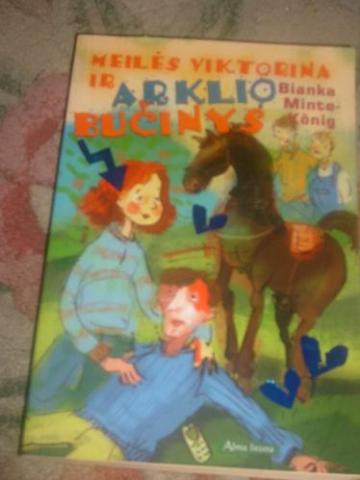 MEILĖS VIKTORINA
IR ARKLIO
BUČINYS
Bianka
Minte-
König
Alma littera